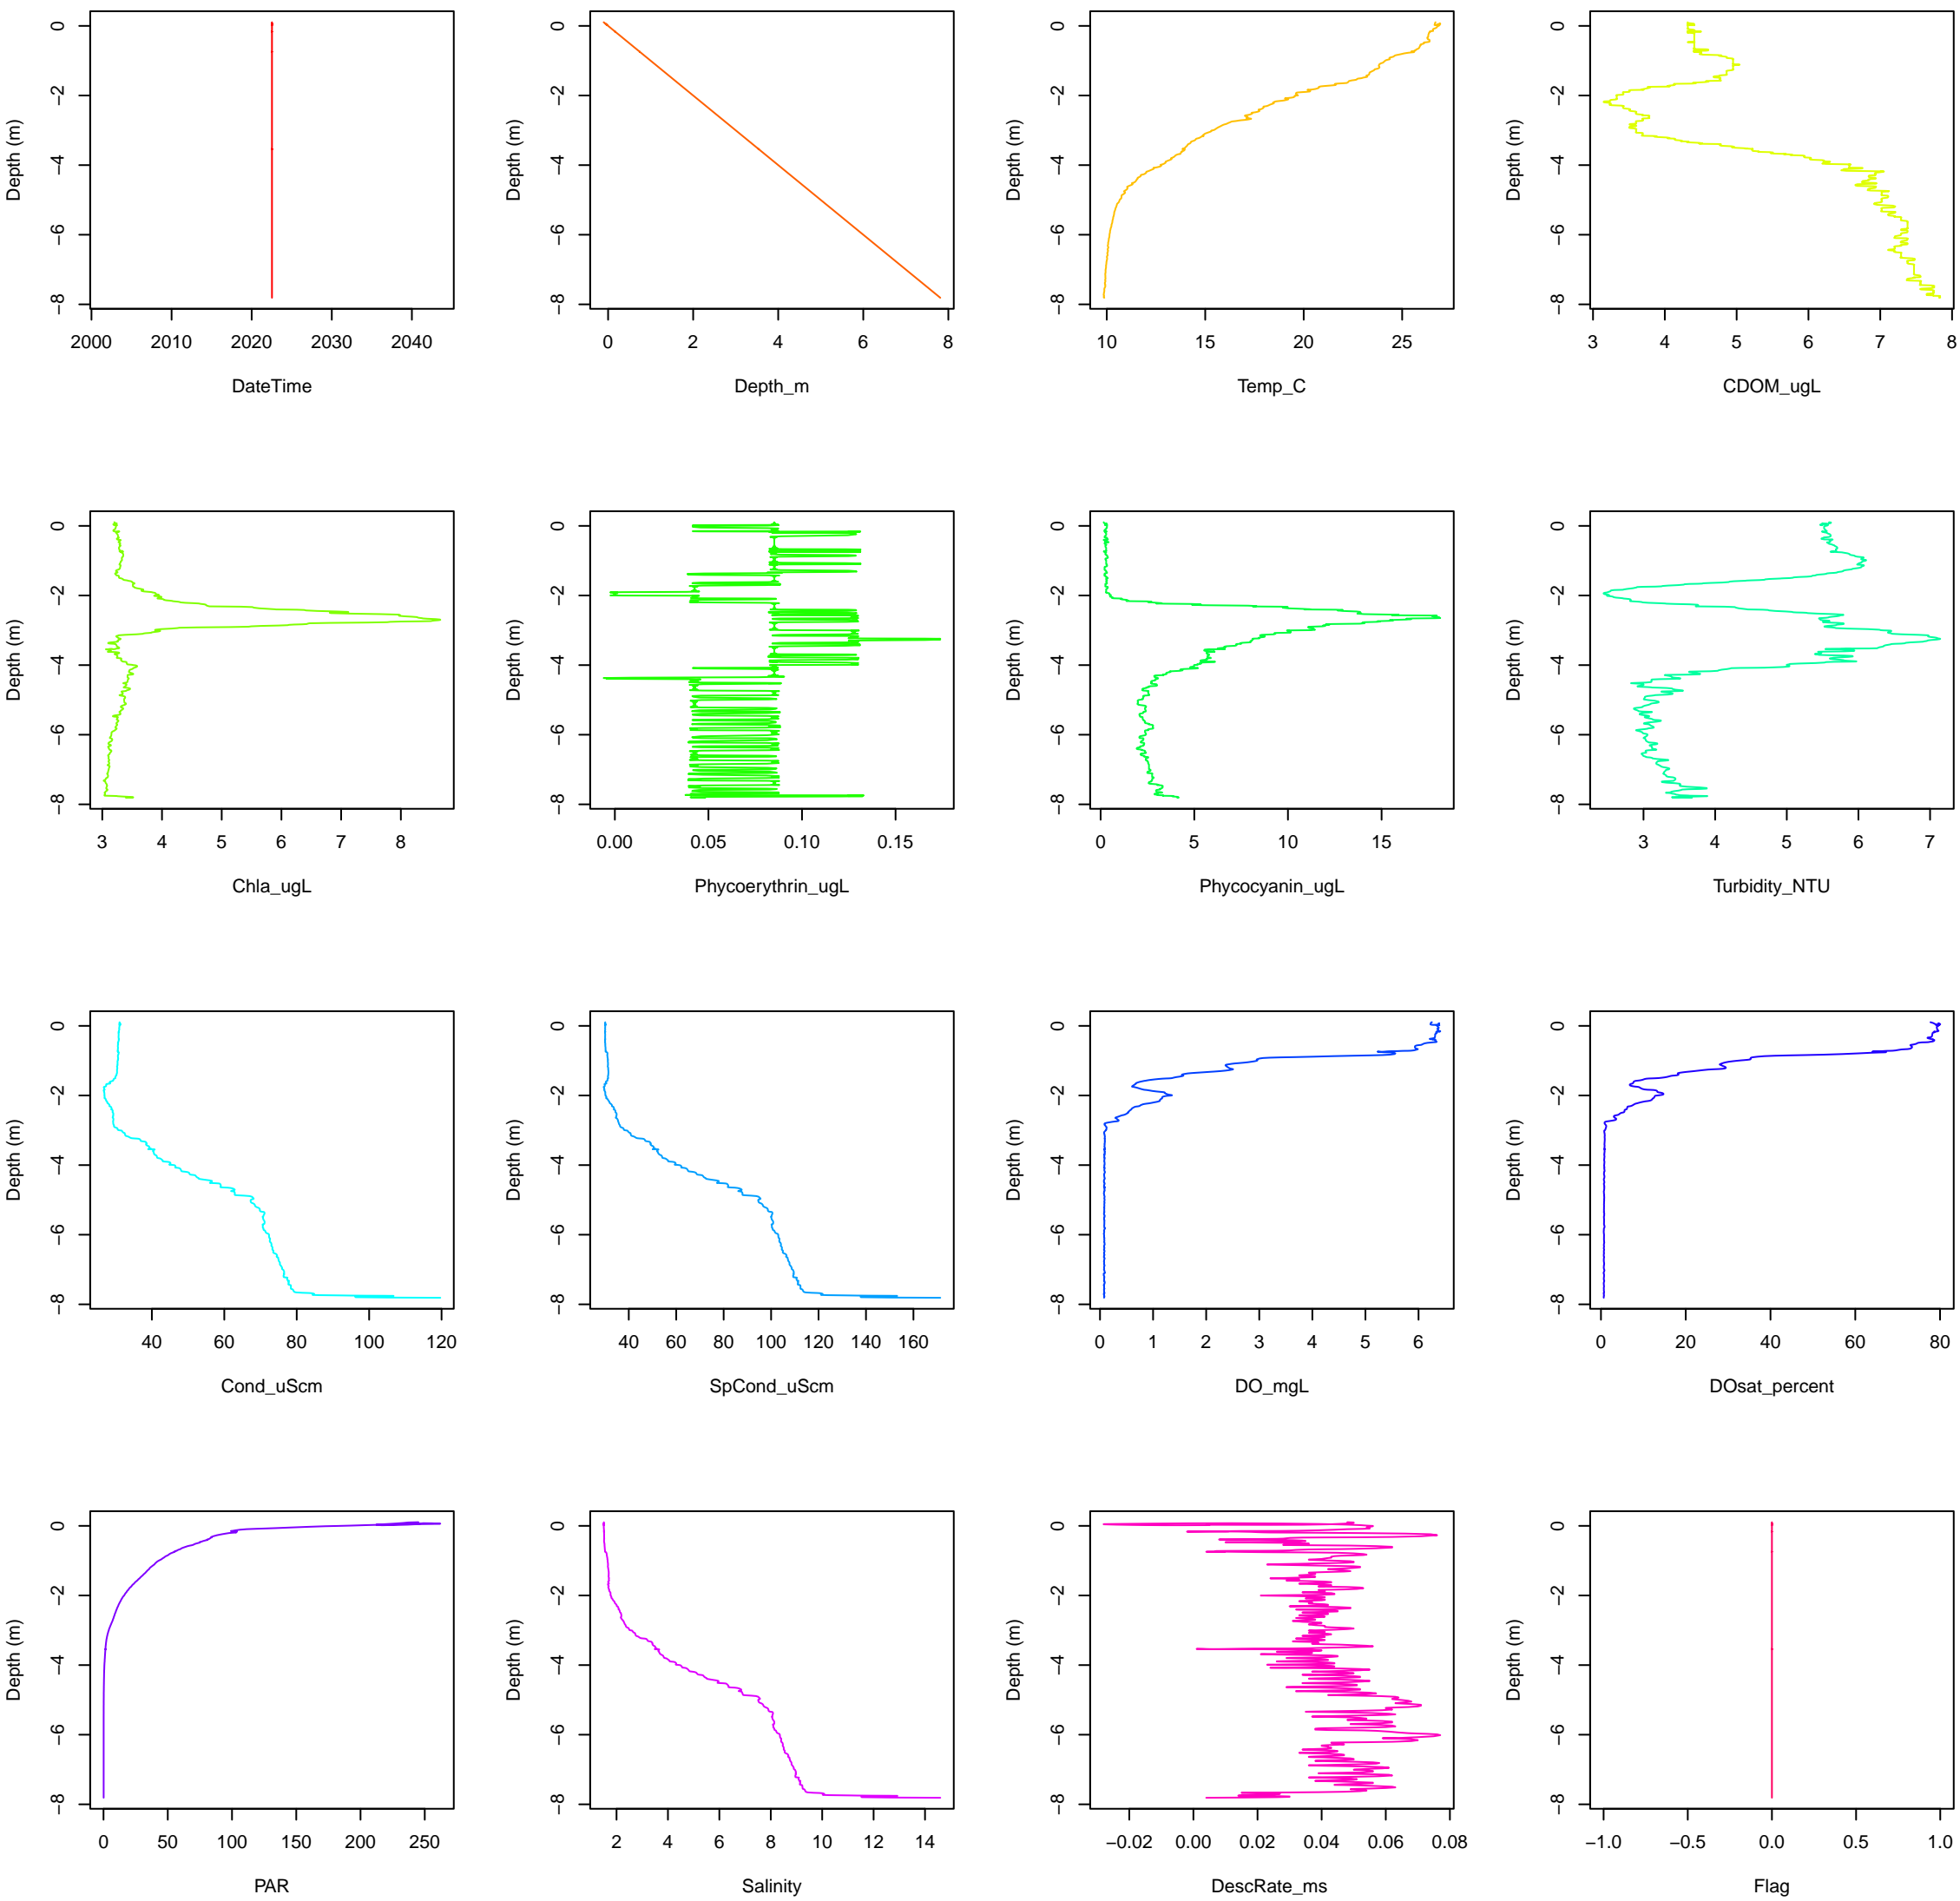 0 −2 −4 −6 −8 Depth (m) 0 −2 −4 −6 −8 Depth (m) 0 −2 −4 −6 −8 Depth (m) 0 −2 −4 −6 −8 Depth (m)
2000 2010 2020 2030 2040 0 2 4 6 8 10 15 20 25 3 4 5 6 7 8
DateTime Depth_m Temp_C CDOM_ugL
0 −2 −4 −6 −8 Depth (m) 0 −2 −4 −6 −8 Depth (m) 0 −2 −4 −6 −8 Depth (m) 0 −2 −4 −6 −8 Depth (m)
3 4 5 6 7 8 0.00 0.05 0.10 0.15 0 5 10 15 3 4 5 6 7
Chla_ugL Phycoerythrin_ugL Phycocyanin_ugL Turbidity_NTU
0 −2 −4 −6 −8 Depth (m) 0 −2 −4 −6 −8 Depth (m) 0 −2 −4 −6 −8 Depth (m) 0 −2 −4 −6 −8 Depth (m)
40 60 80 100 120 40 60 80 100 120 140 160 0 1 2 3 4 5 6 0 20 40 60 80
Cond_uScm SpCond_uScm DO_mgL DOsat_percent
0 −2 −4 −6 −8 Depth (m) 0 −2 −4 −6 −8 Depth (m) 0 −2 −4 −6 −8 Depth (m) 0 −2 −4 −6 −8 Depth (m)
0 50 100 150 200 250 2 4 6 8 10 12 14 −0.02 0.00 0.02 0.04 0.06 0.08 −1.0 −0.5 0.0 0.5 1.0
PAR Salinity DescRate_ms Flag